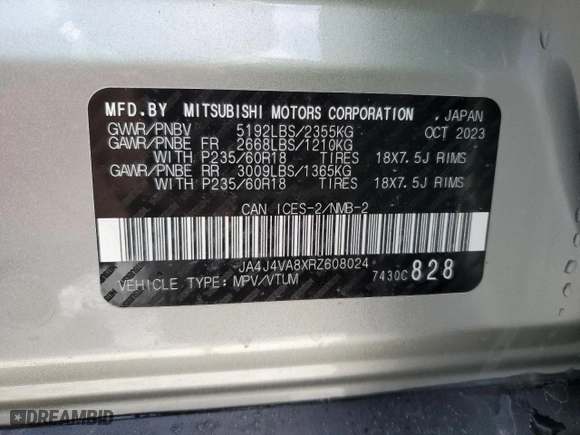 MFD.BY MITSUBISHI MOTORS CORPORATION , JAPAN
GVWR/PNBV 5192LBS/2355KG OCT 2023
GAWR/PNBE FR 2668LBS/1210KG
WITH P235/60R18 TIRES 18X7.5J RIMS
GAWR/PNBE RR 3009LBS/1365KG
WITH P235/60R18 TIRES 18X7.5J RIMS
CAN ICES-2/NMB-2
JA4J4VA8XRZ608024
VEHICLE TYPE: MPV/VTUM 7430C 828
DREAMBID